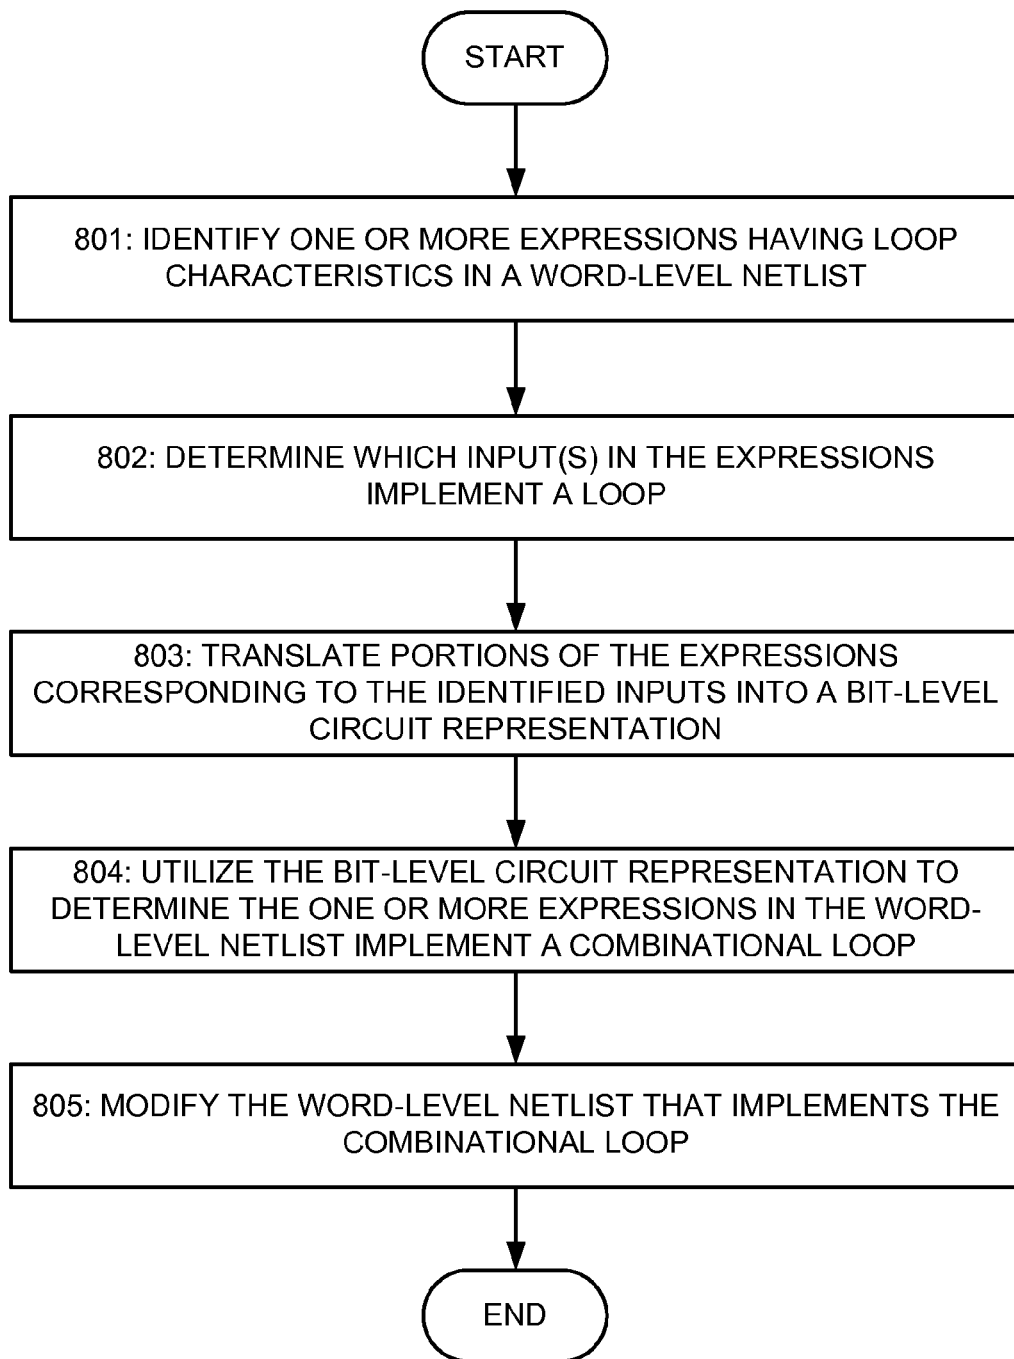 START
801: IDENTIFY ONE OR MORE EXPRESSIONS HAVING LOOP
CHARACTERISTICS IN A WORD-LEVEL NETLIST
802: DETERMINE WHICH INPUT(S) IN THE EXPRESSIONS
IMPLEMENT A LOOP
803: TRANSLATE PORTIONS OF THE EXPRESSIONS
CORRESPONDING TO THE IDENTIFIED INPUTS INTO A BIT-LEVEL
CIRCUIT REPRESENTATION
804: UTILIZE THE BIT-LEVEL CIRCUIT REPRESENTATION TO
DETERMINE THE ONE OR MORE EXPRESSIONS IN THE WORD-
LEVEL NETLIST IMPLEMENT A COMBINATIONAL LOOP
805: MODIFY THE WORD-LEVEL NETLIST THAT IMPLEMENTS THE
COMBINATIONAL LOOP
END